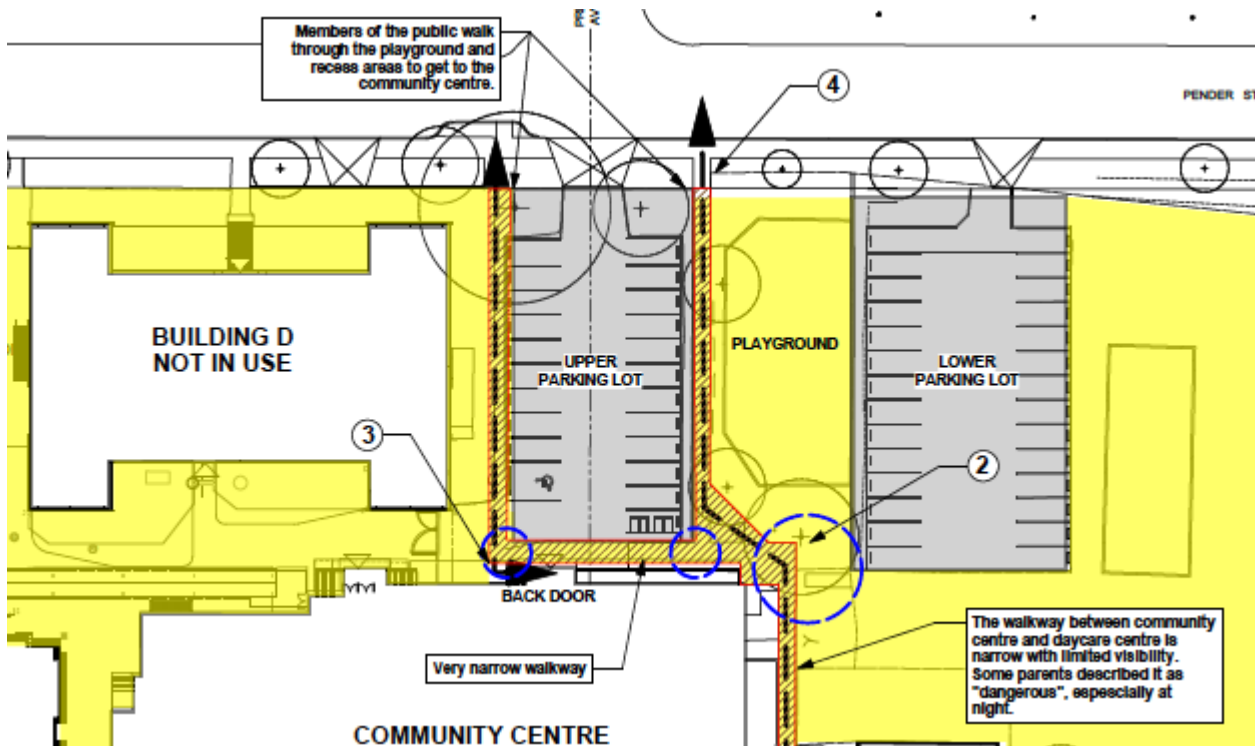 PR
AV
Members of the public walk
through the playground and
recess areas to get to the
community centre.
4
PENDER ST
BUILDING D
NOT IN USE
UPPER
PARKING LOT
PLAYGROUND
LOWER
PARKING LOT
3
2
BACK DOOR
Very narrow walkway
The walkway between community
centre and daycare centre is
narrow with limited visibility.
Some parents described it as
"dangerous", especially at
night.
COMMUNITY CENTRE